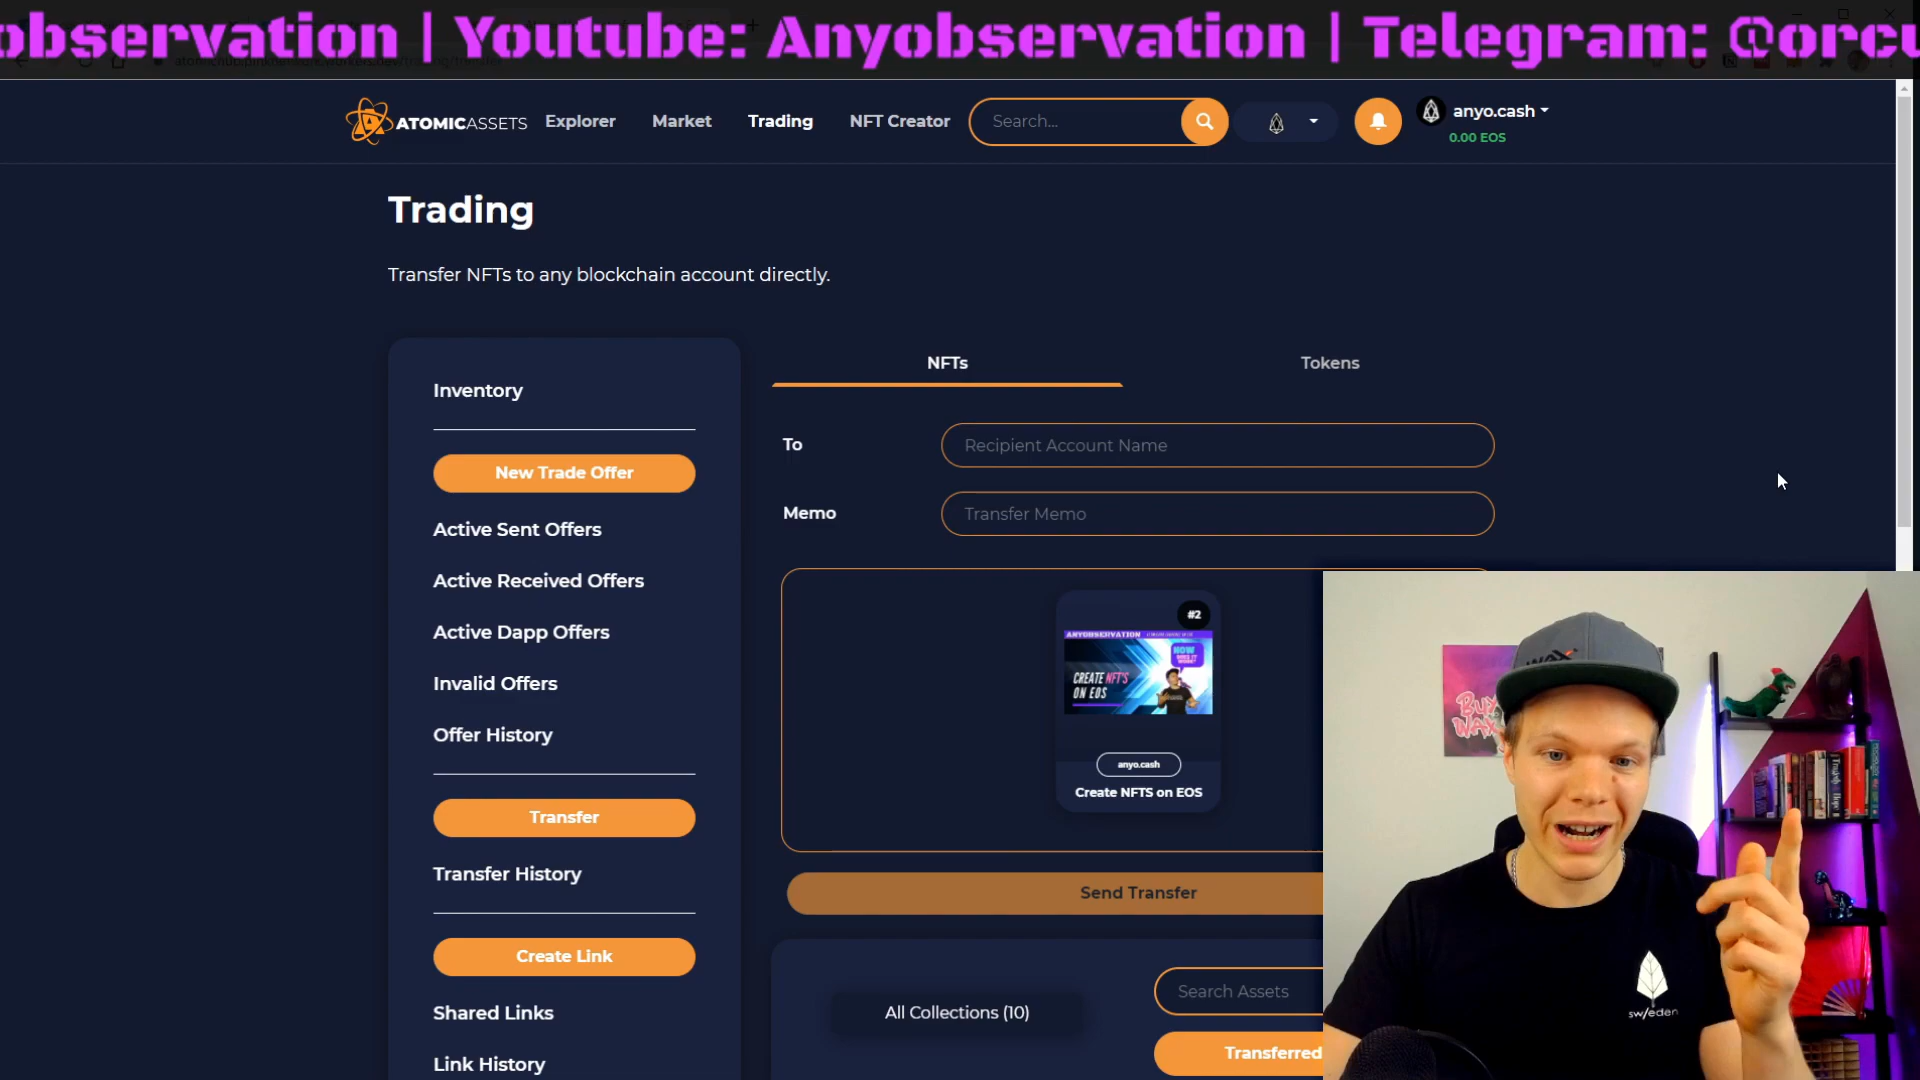 observation | Youtube: Anyobservation | Telegram: @orcu
ATOMICASSETS
Explorer
Market
Trading
NFT Creator
Search...
anyo.cash
0.00 EOS
Trading
Transfer NFTs to any blockchain account directly.
Inventory
New Trade Offer
Active Sent Offers
Active Received Offers
Active Dapp Offers
Invalid Offers
Offer History
Transfer
Transfer History
Create Link
Shared Links
Link History
NFTs
Tokens
To
Recipient Account Name
Memo
Transfer Memo
#2
ANYOBSERVATION
HOW
DOES IT
WORK?
CREATE NFT'S
ON EOS
anyo.cash
Create NFTS on EOS
Send Transfer
All Collections (10)
Search Assets
Transferred
WAX
sw/eden